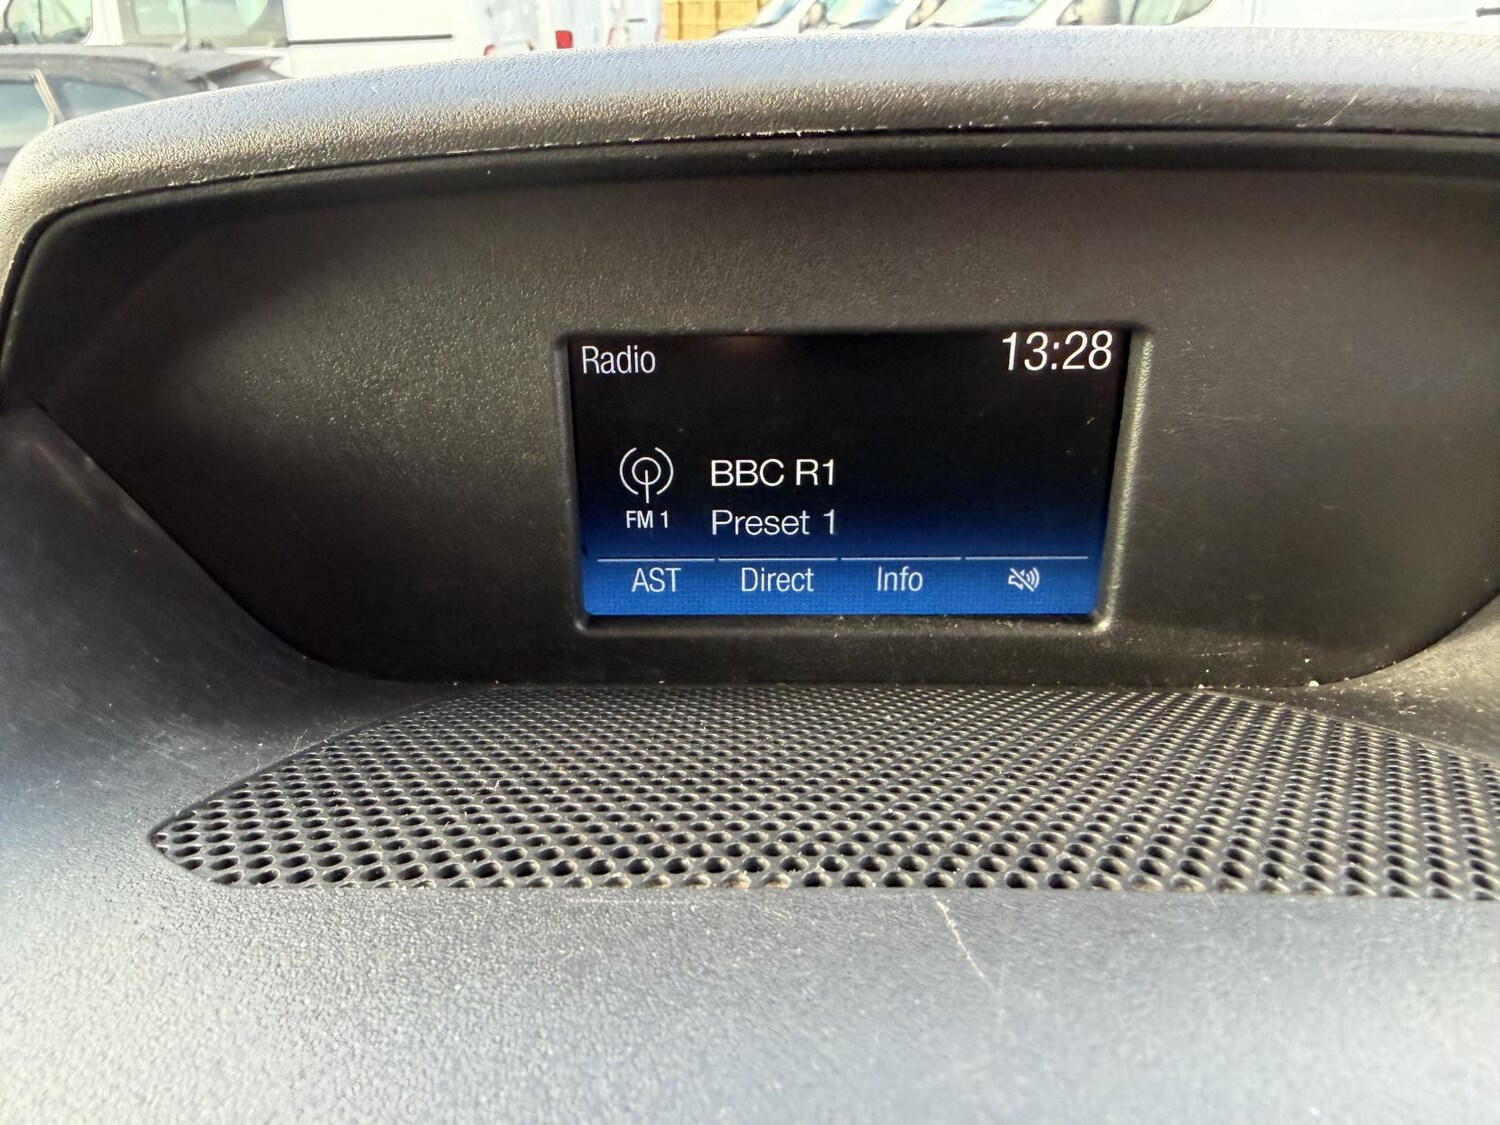 Radio 13:28
BBC R1
FM 1 Preset 1
AST Direct Info